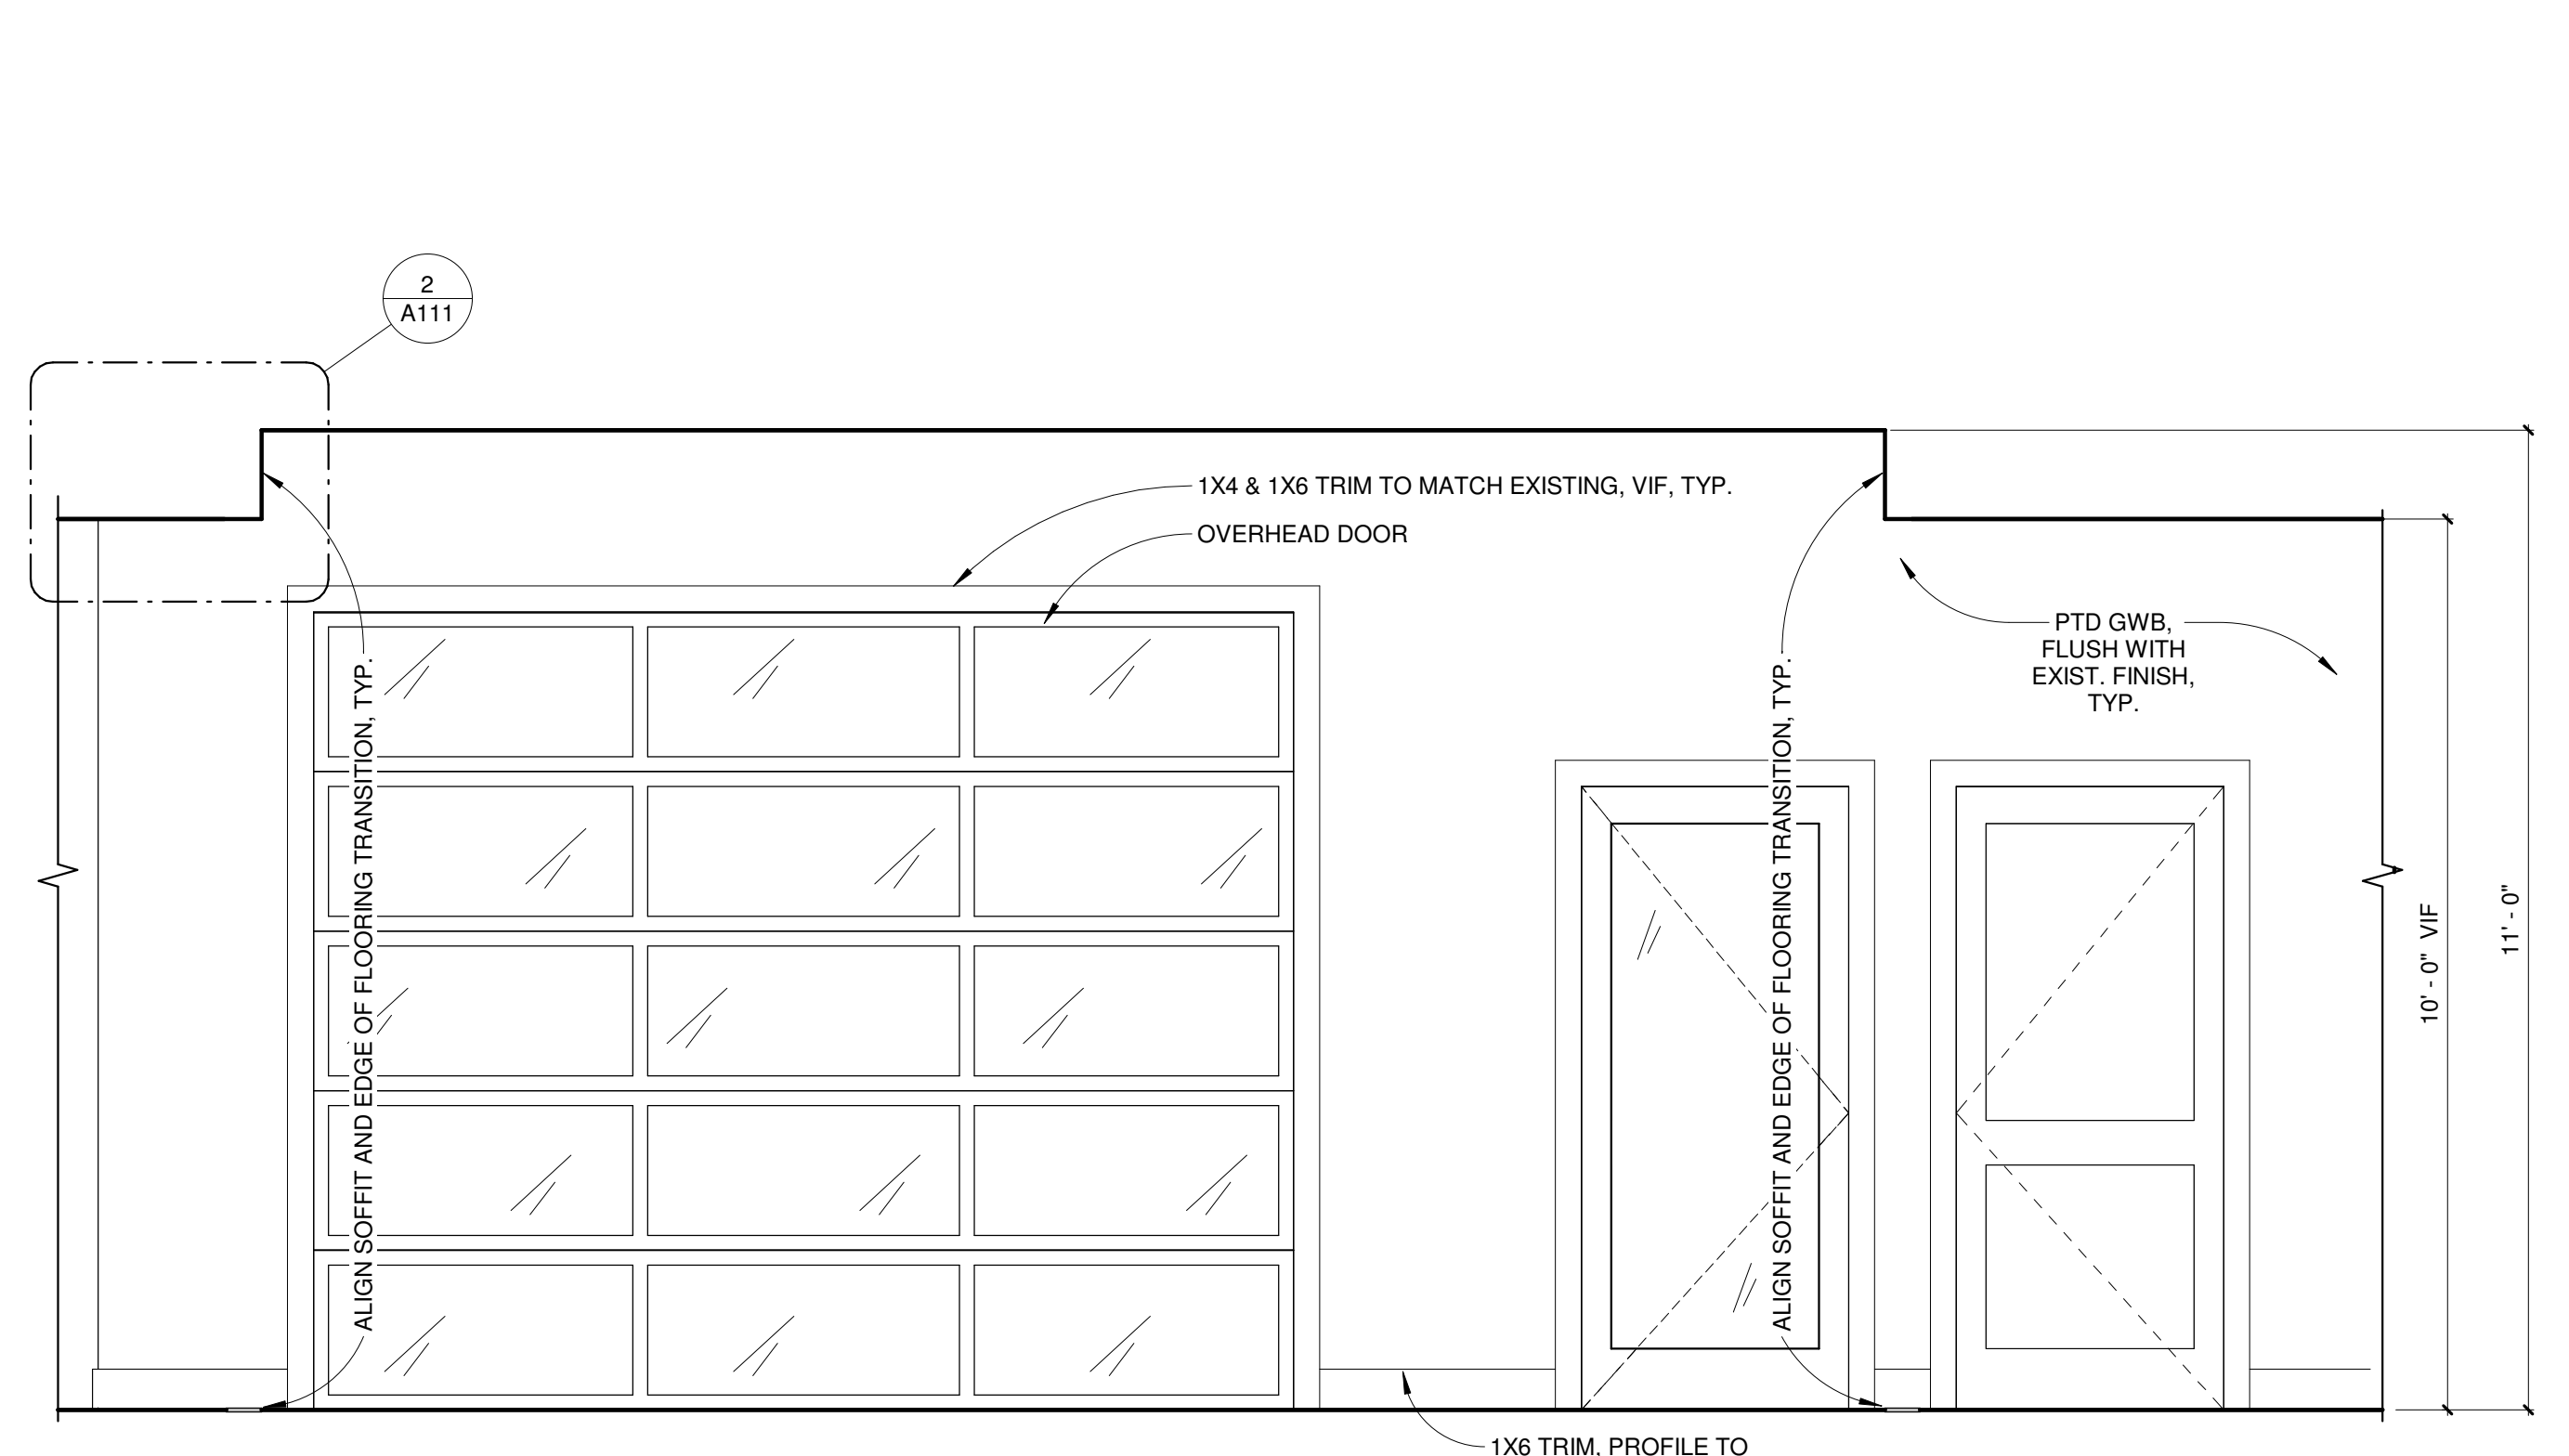 2
A111
1X4 & 1X6 TRIM TO MATCH EXISTING, VIF, TYP.
OVERHEAD DOOR
PTD GWB,
FLUSH WITH
EXIST. FINISH,
TYP.
ALIGN SOFFIT AND EDGE OF FLOORING TRANSITION, TYP.
ALIGN SOFFIT AND EDGE OF FLOORING TRANSITION, TYP.
10' - 0" VIF
11' - 0"
1X6 TRIM, PROFILE TO